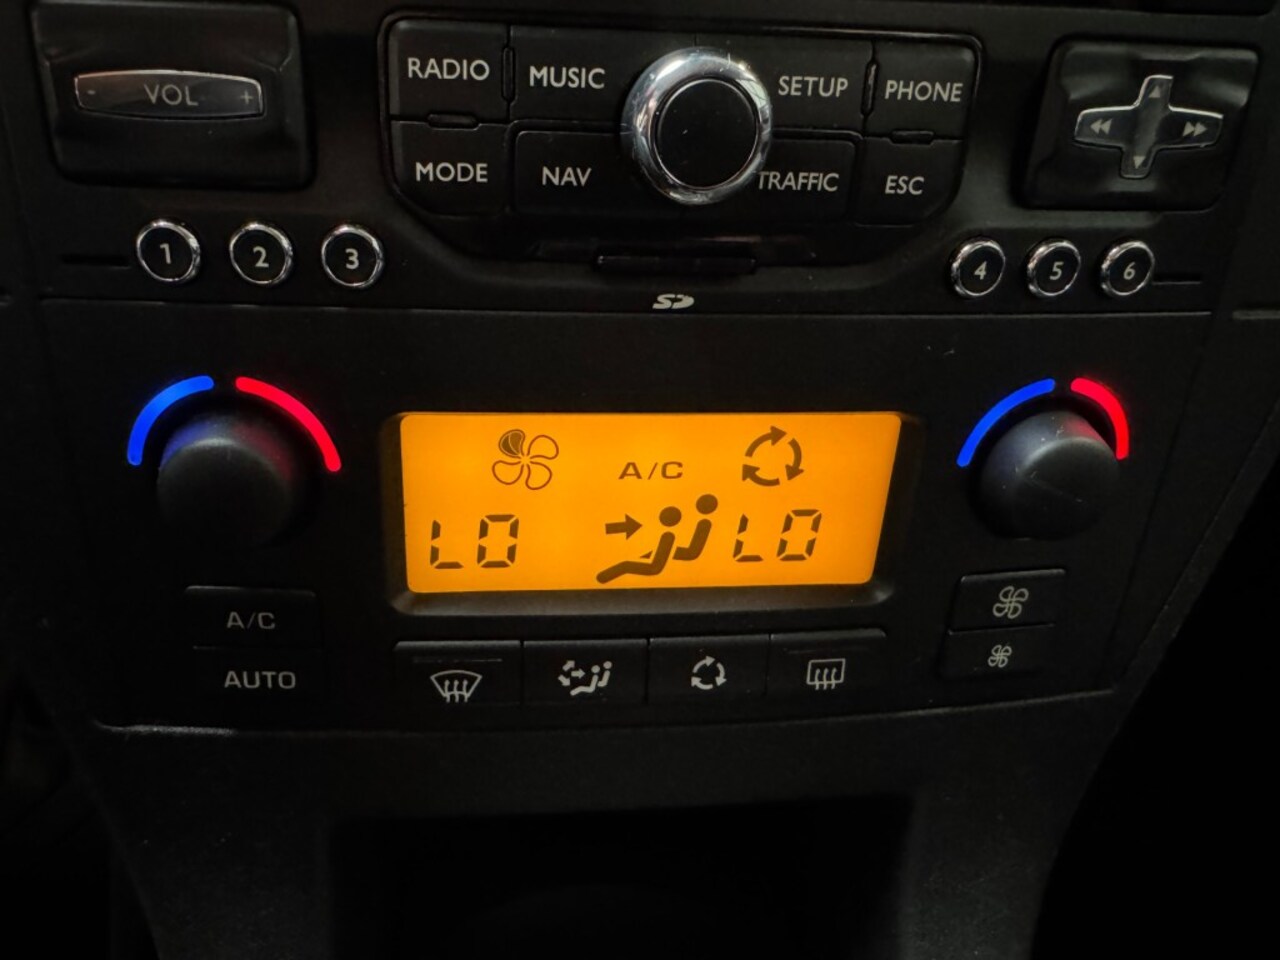 - VOL +
RADIO MUSIC SETUP PHONE
MODE NAV TRAFFIC ESC
1 2 3 4 5 6
SD
A/C
LO LO
A/C
AUTO